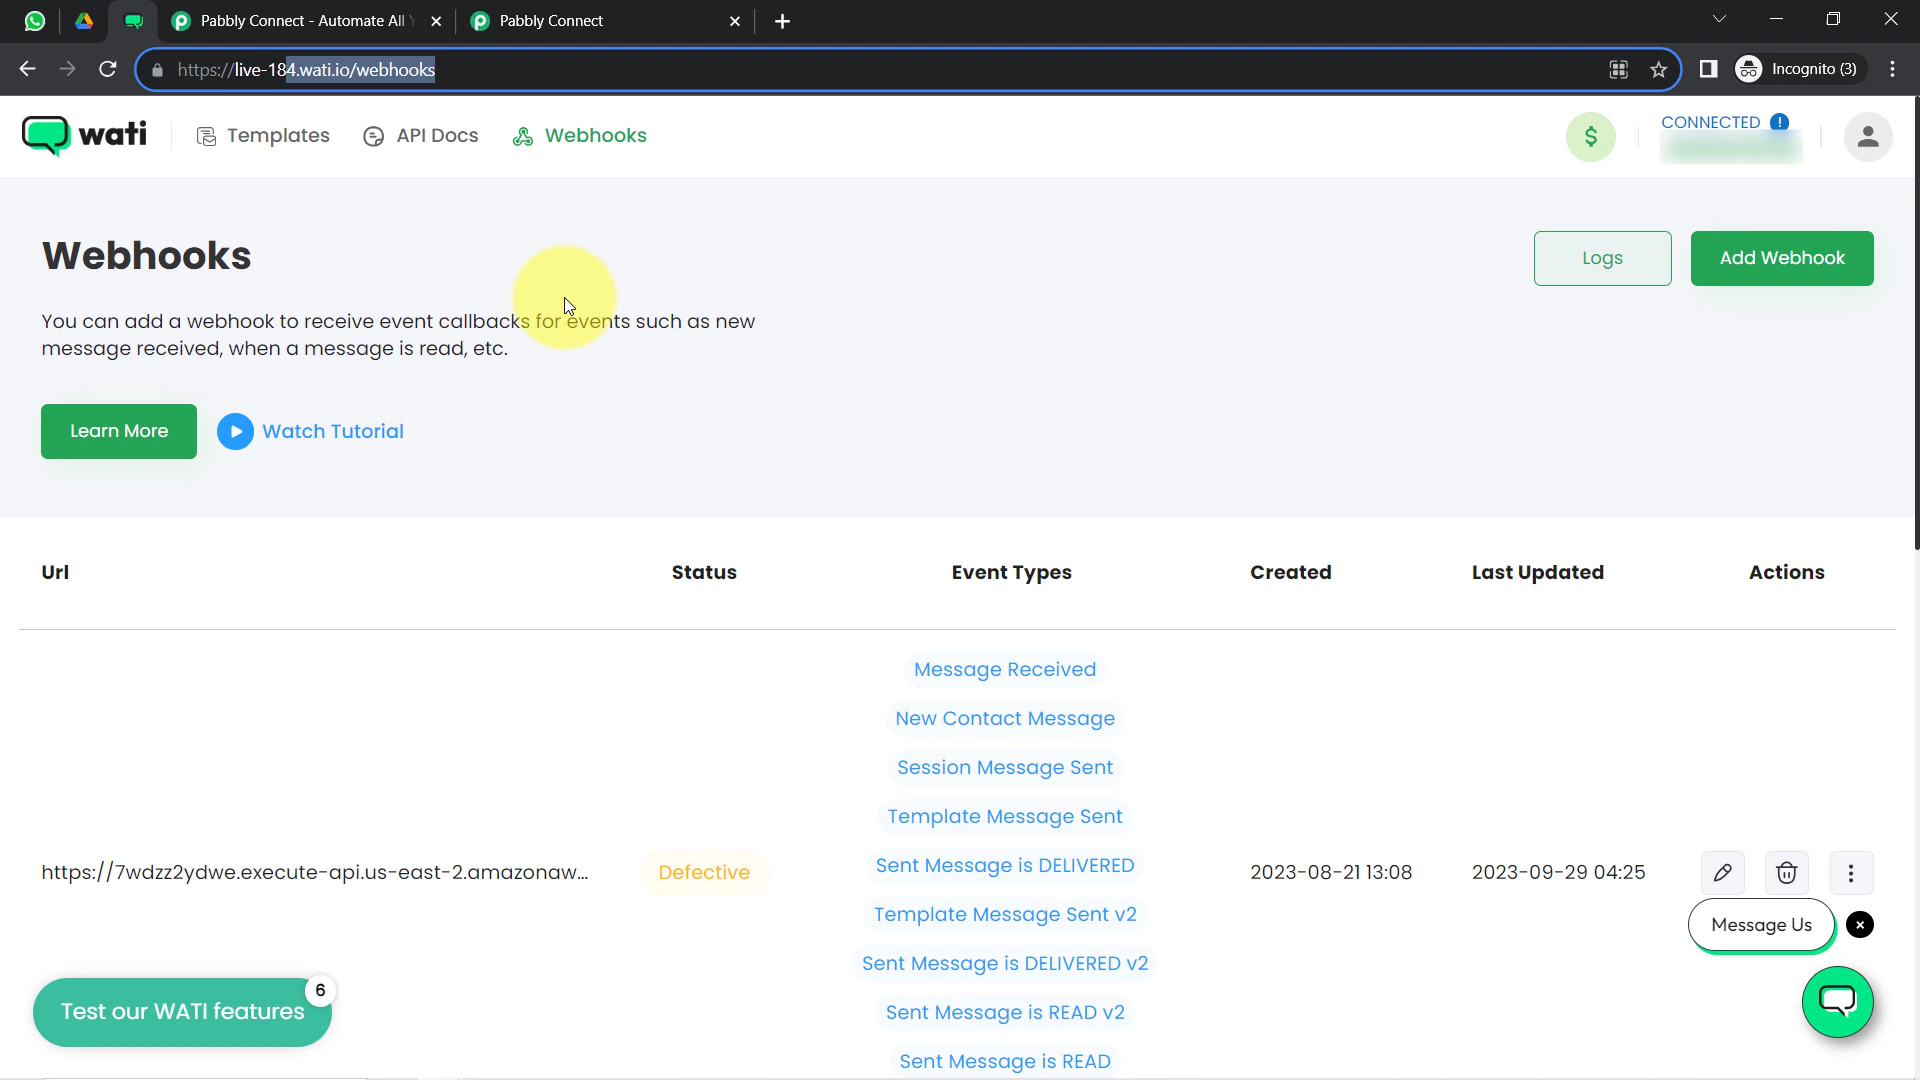 Pabbly Connect - Automate All
Pabbly Connect
https://live-184.wati.io/webhooks
Incognito (3)
wati
Templates
API Docs
Webhooks
$
CONNECTED
Webhooks
Logs
Add Webhook
You can add a webhook to receive event callbacks for events such as new
message received, when a message is read, etc.
Learn More
Watch Tutorial
Url
Status
Event Types
Created
Last Updated
Actions
Message Received
New Contact Message
Session Message Sent
Template Message Sent
Sent Message is DELIVERED
https://7wdzz2ydwe.execute-api.us-east-2.amazonaw...
Defective
2023-08-21 13:08
2023-09-29 04:25
Template Message Sent v2
Message Us
Sent Message is DELIVERED v2
Sent Message is READ v2
Sent Message is READ
Test our WATI features
6